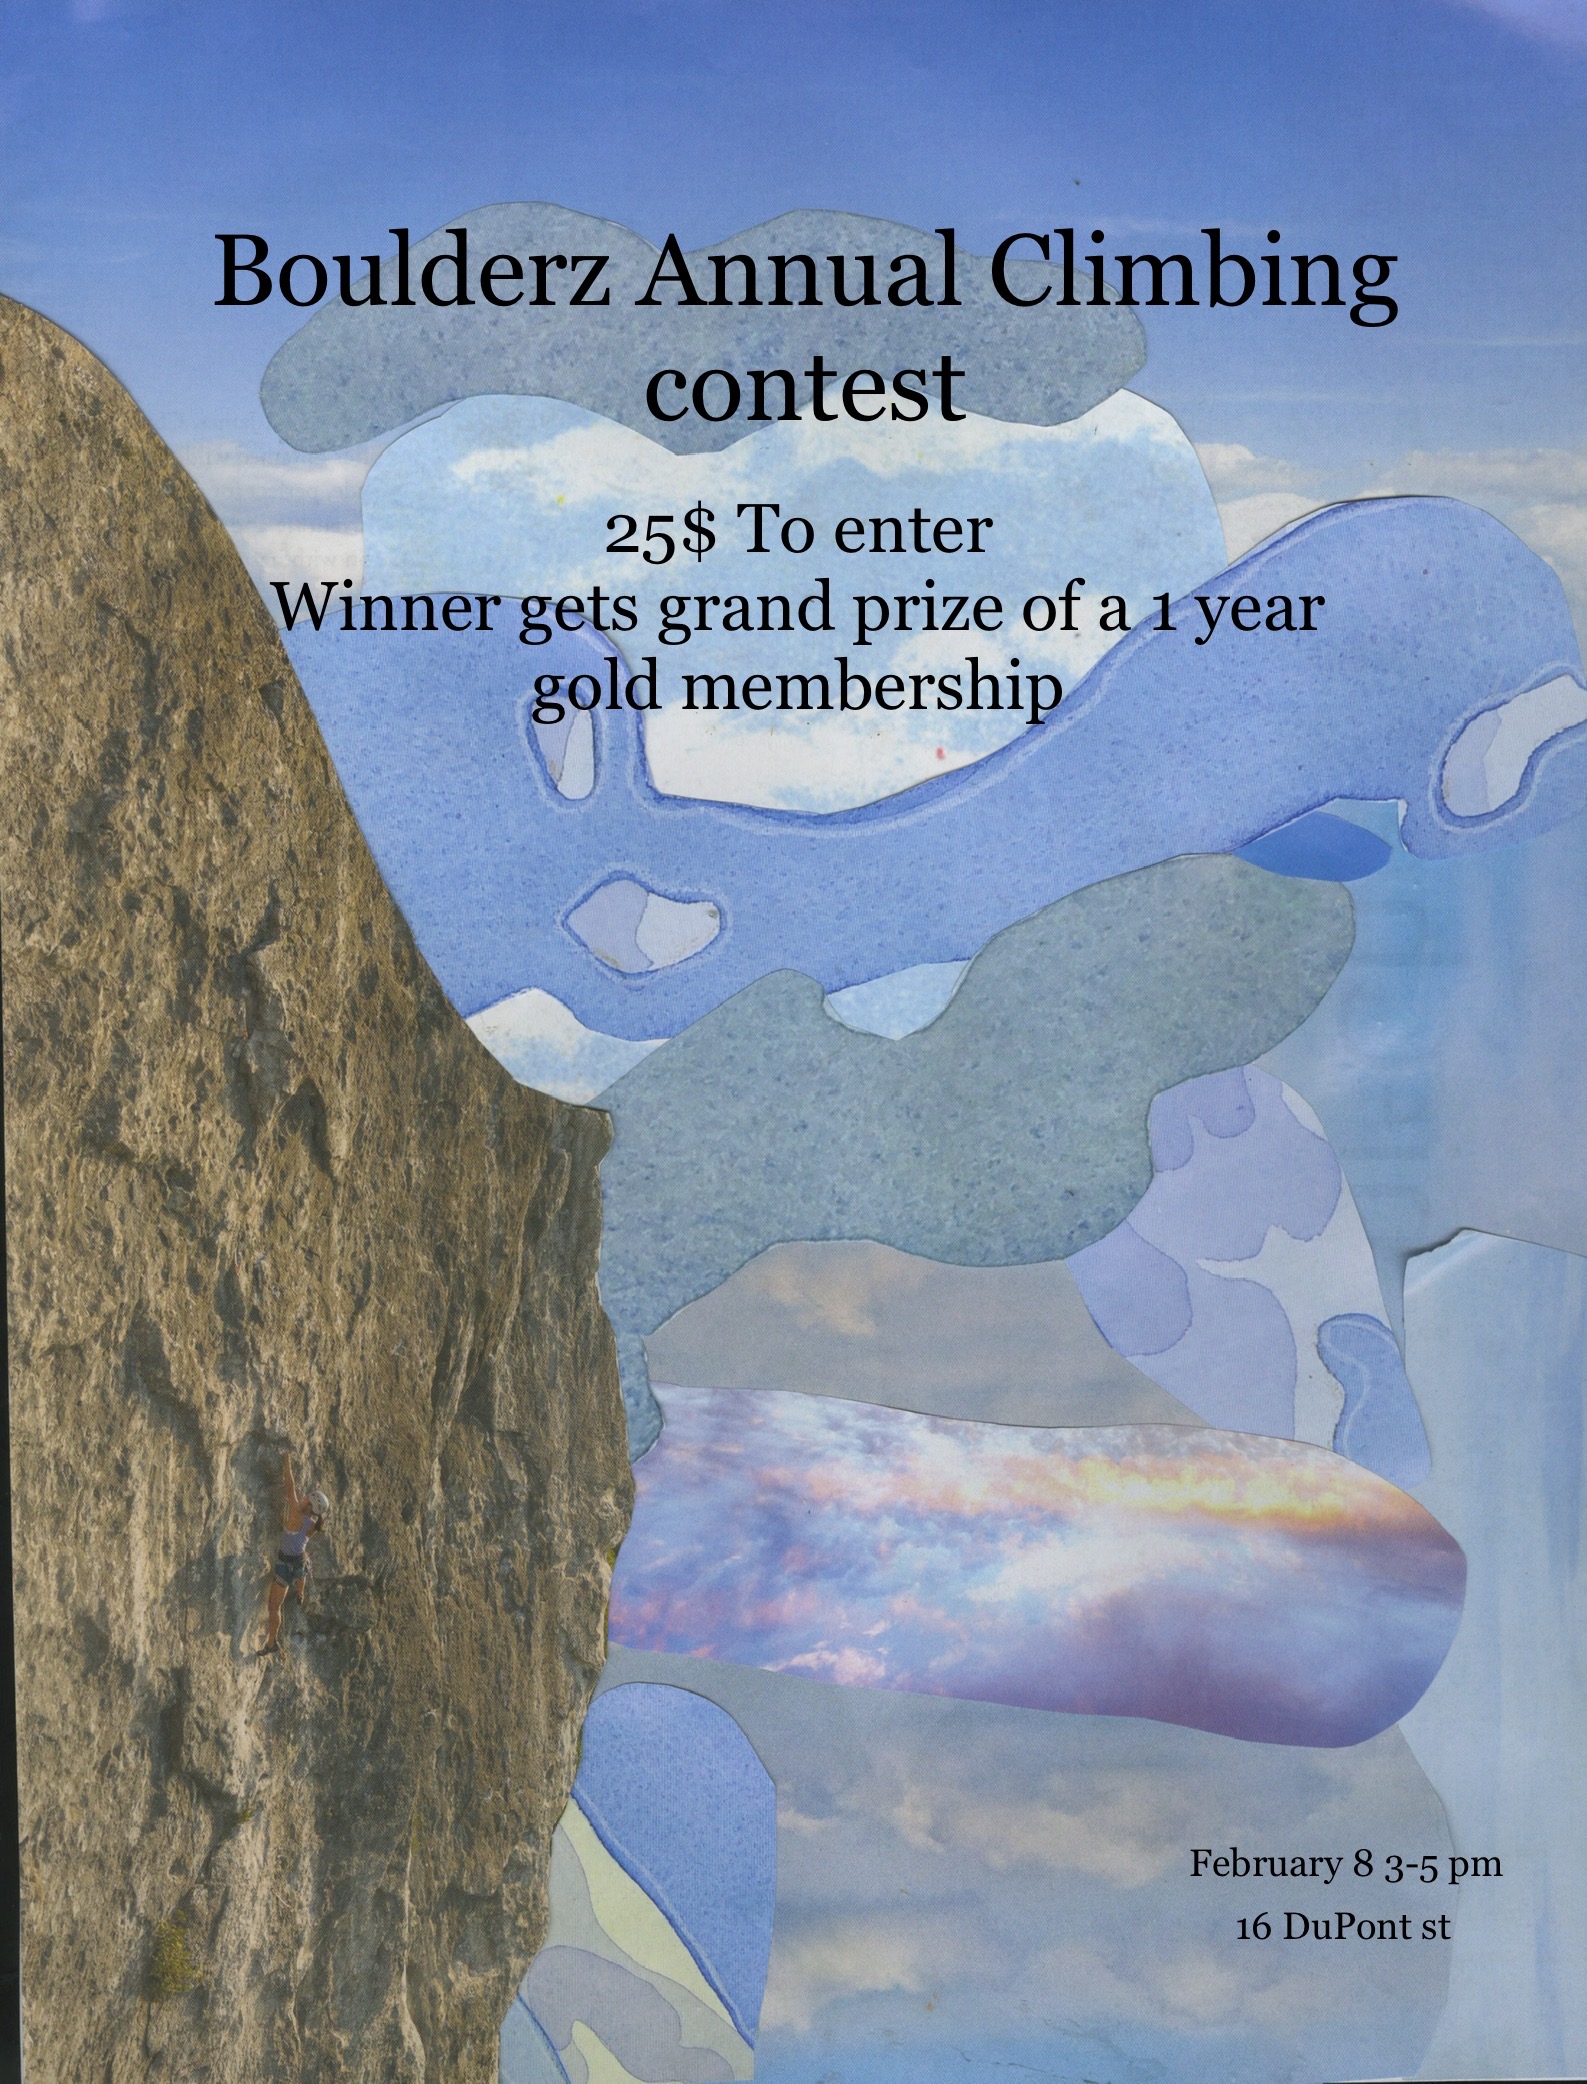 Boulderz Annual Climbing
contest
25$ To enter
Winner gets grand prize of a 1 year
gold membership
February 8 3-5 pm
16 DuPont st